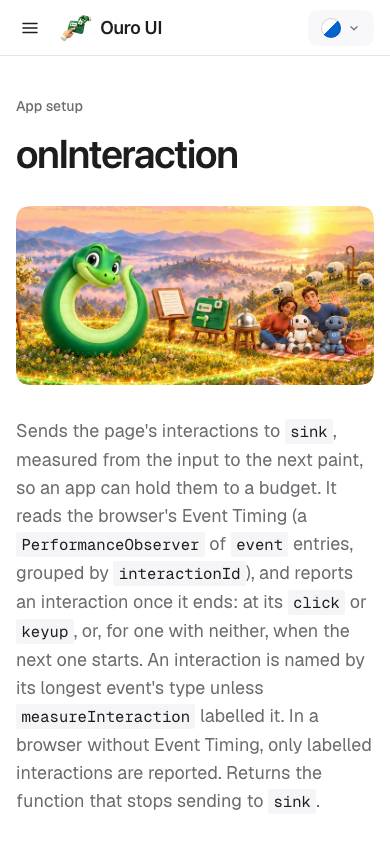 Ouro UI
App setup
onInteraction
Sends the page's interactions to sink,
measured from the input to the next paint,
so an app can hold them to a budget. It
reads the browser's Event Timing (a
PerformanceObserver of event entries,
grouped by interactionId), and reports
an interaction once it ends: at its click or
keyup, or, for one with neither, when the
next one starts. An interaction is named by
its longest event's type unless
measureInteraction labelled it. In a
browser without Event Timing, only labelled
interactions are reported. Returns the
function that stops sending to sink.